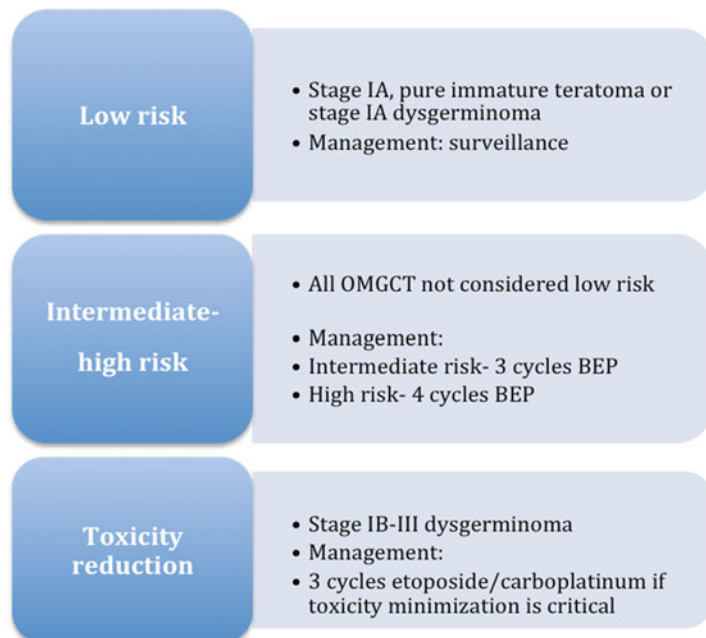 Low risk
• Stage IA, pure immature teratoma or
stage IA dysgerminoma
• Management: surveillance
Intermediate-
high risk
• All OMGCT not considered low risk
• Management:
• Intermediate risk- 3 cycles BEP
• High risk- 4 cycles BEP
Toxicity
reduction
• Stage IB-III dysgerminoma
• Management:
• 3 cycles etoposide/carboplatinum if
toxicity minimization is critical